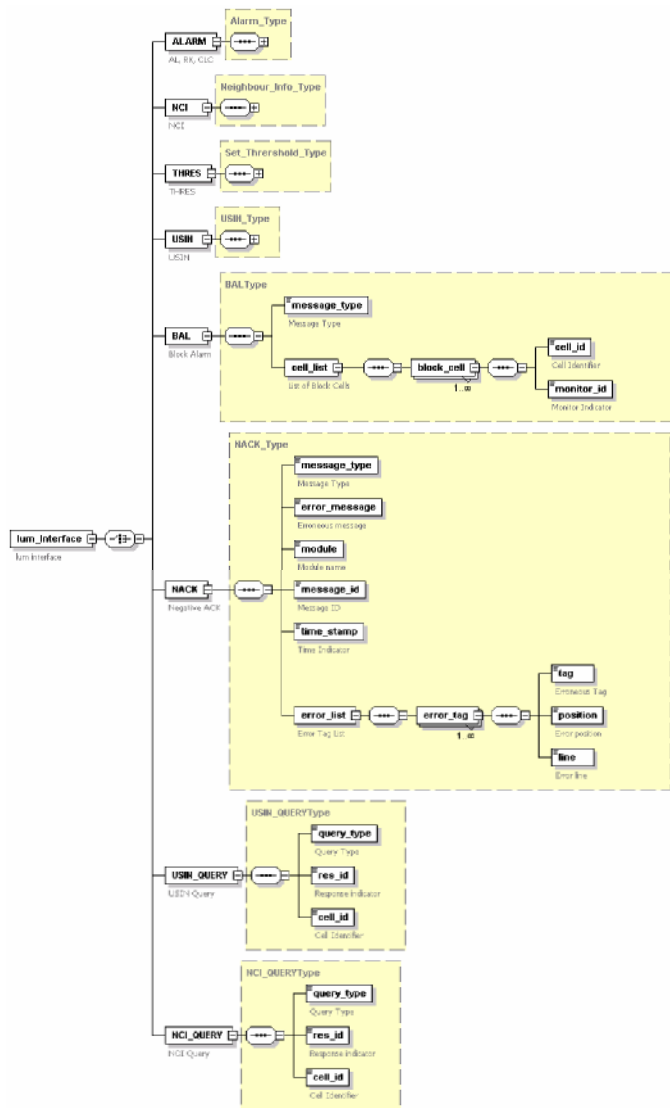 Alarm_Type
ALARM
AL, RK, CLC
Neighbour_Info_Type
NCI
NCI
Set_Thrershold_Type
THRES
THRES
USIN_Type
USIN
USIN
BALType
message_type
Message Type
BAL
Block Alarm
cell_list
List of Block Cells
block_cell
1..∞
cell_id
Cell Identifier
monitor_id
Monitor Indicator
NACK_Type
message_type
Message Type
error_message
Erroneous message
module
Module name
Ium_Interface
Ium interface
NACK
Negative ACK
message_id
Message ID
time_stamp
Time Indicator
error_list
Error Tag List
error_tag
1..∞
tag
Erroneous Tag
position
Error position
line
Error line
USIN_QUERYType
query_type
Query Type
USIN_QUERY
USIN Query
res_id
Response indicator
cell_id
Cell Identifier
NCI_QUERYType
query_type
Query Type
NCI_QUERY
NCI Query
res_id
Response indicator
cell_id
Cell Identifier